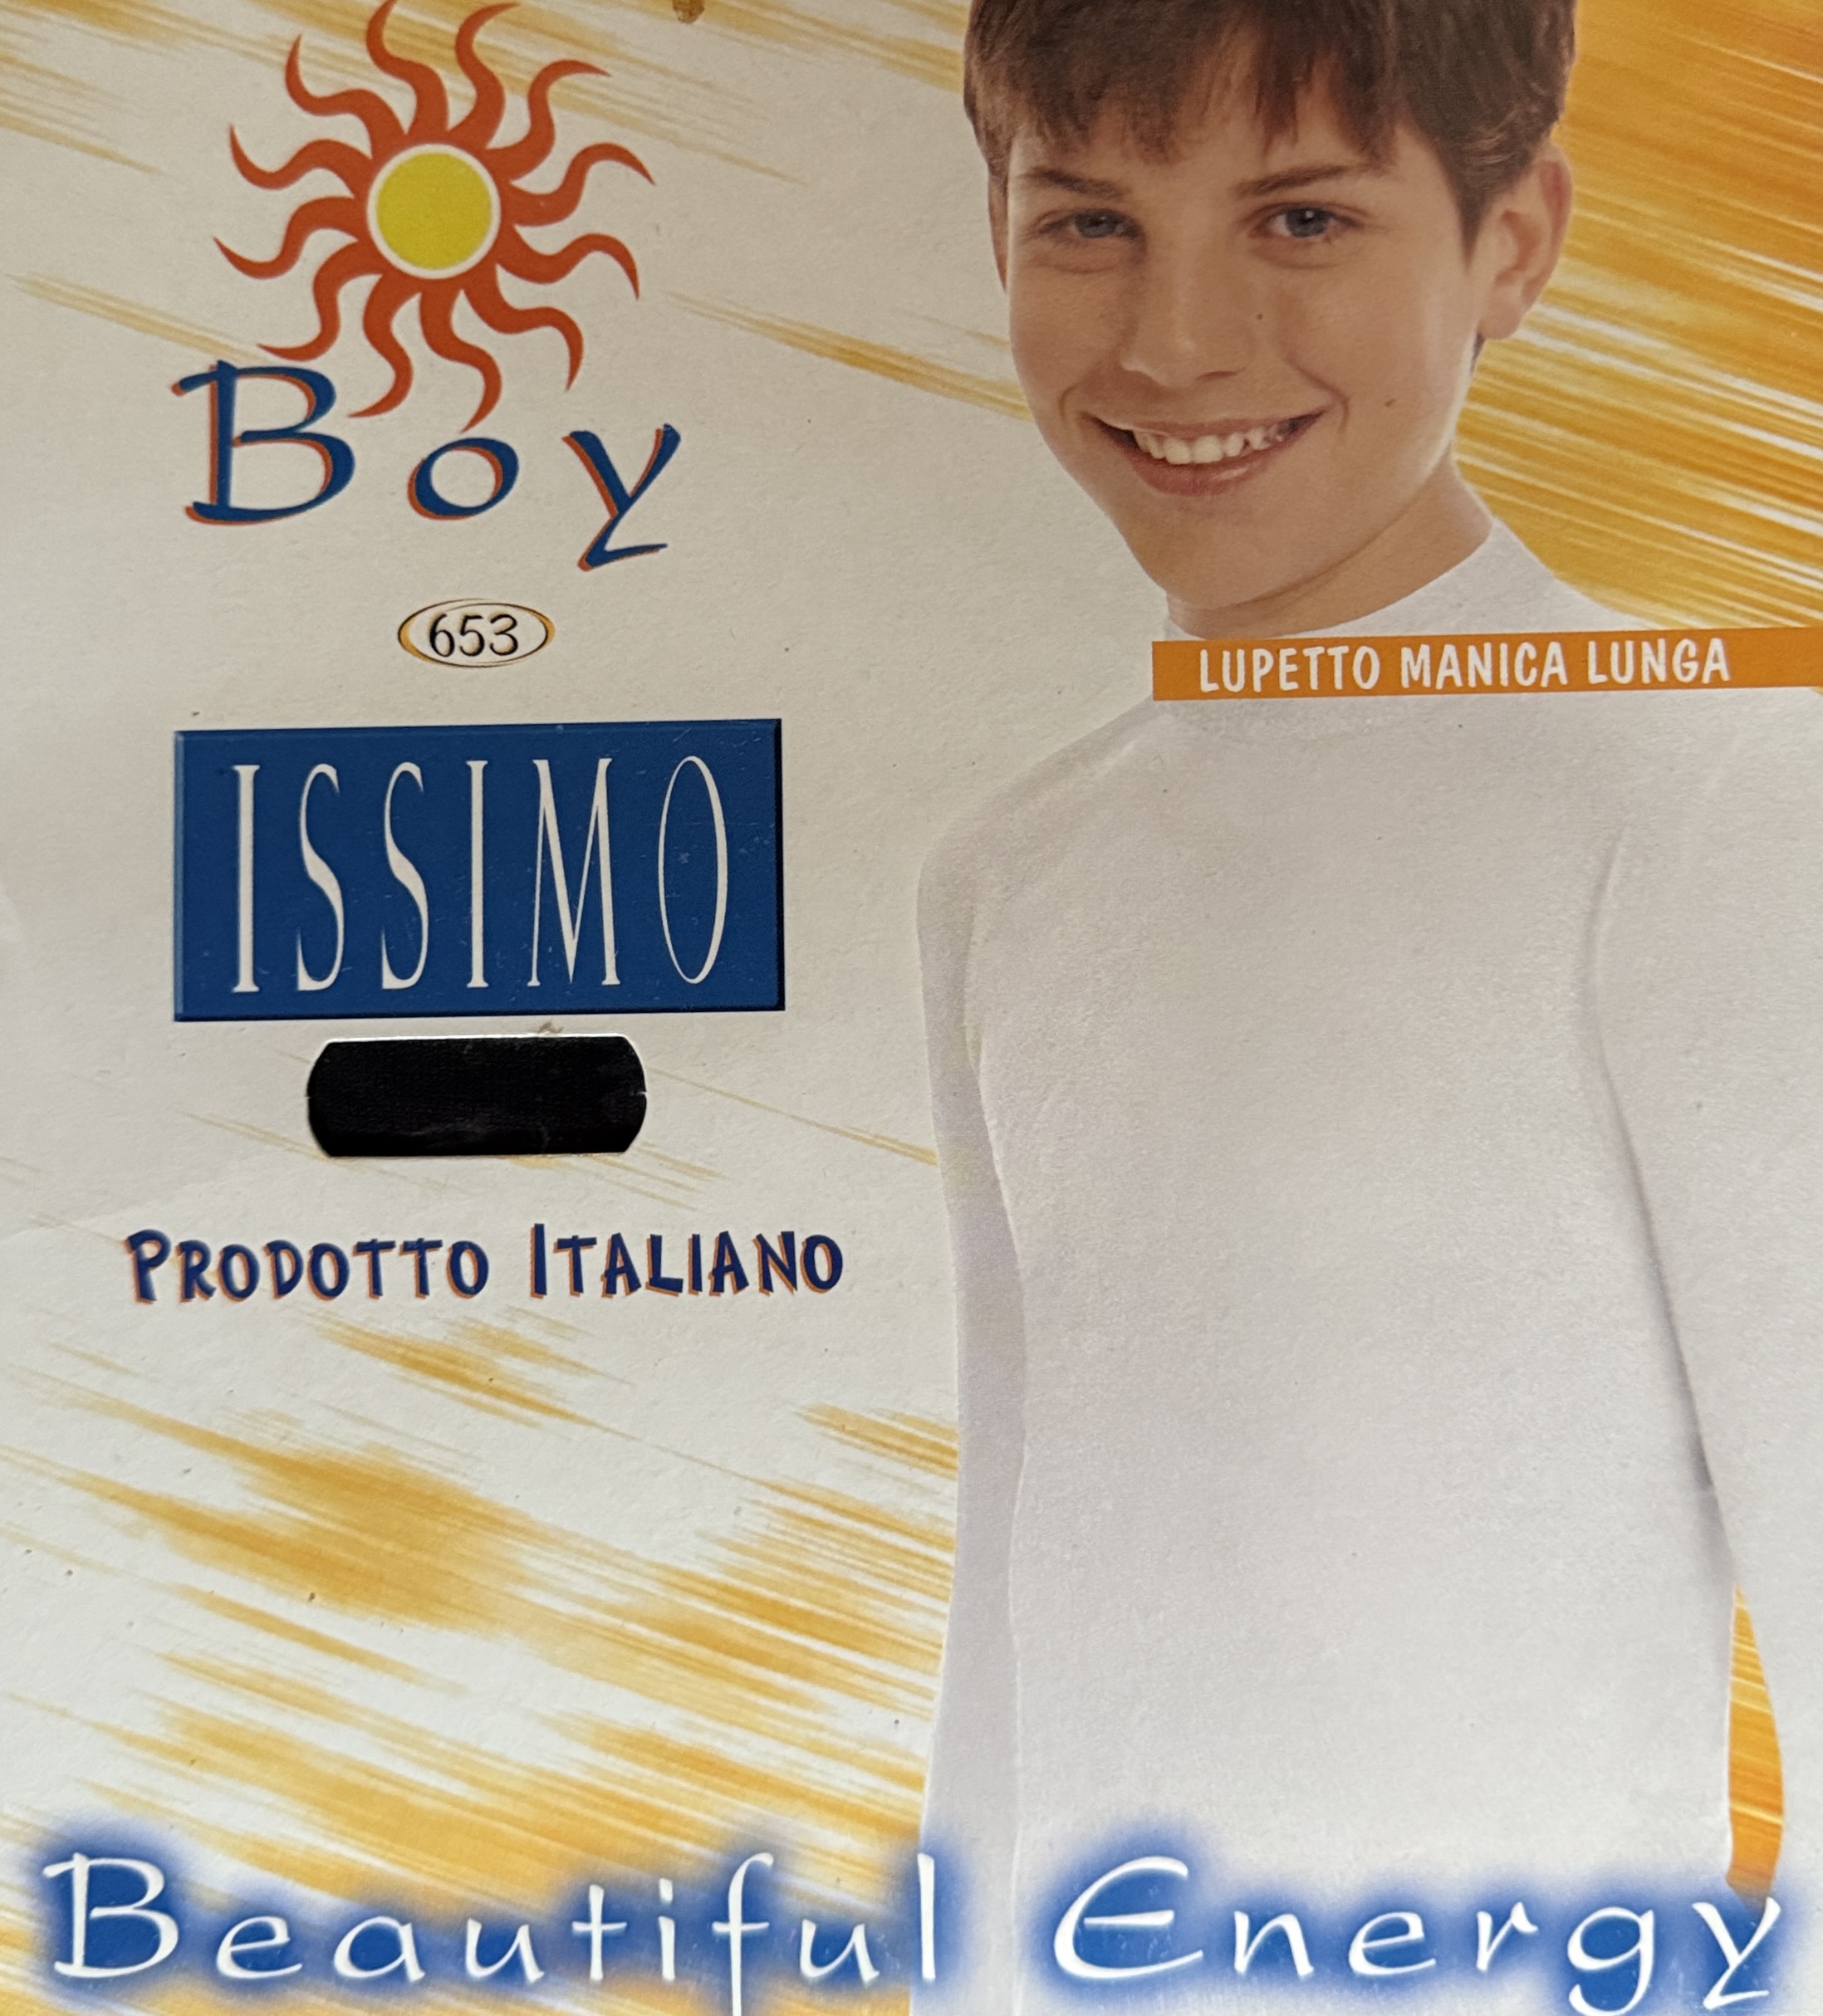 Boy
653
LUPETTO MANICA LUNGA
ISSIMO
PRODOTTO ITALIANO
Beautiful Energy